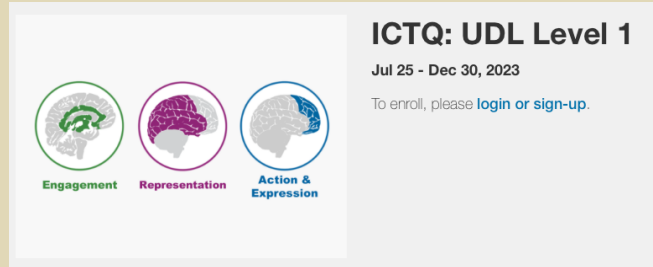 Engagement
Representation
Action &
Expression
ICTQ: UDL Level 1
Jul 25 - Dec 30, 2023
To enroll, please login or sign-up.